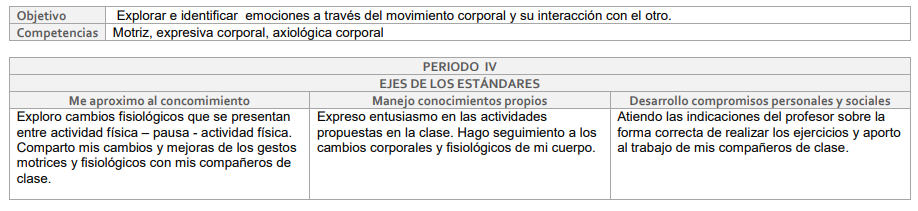 Objetivo Explorar e identificar emociones a través del movimiento corporal y su interacción con el otro.
Competencias Motriz, expresiva corporal, axiológica corporal
PERIODO IV
EJES DE LOS ESTÁNDARES
Me aproximo al concomimiento Manejo conocimientos propios Desarrollo compromisos personales y sociales
Exploro cambios fisiológicos que se presentan
entre actividad física – pausa - actividad física.
Comparto mis cambios y mejoras de los gestos
motrices y fisiológicos con mis compañeros de
clase.
Expreso entusiasmo en las actividades
propuestas en la clase. Hago seguimiento a los
cambios corporales y fisiológicos de mi cuerpo.
Atiendo las indicaciones del profesor sobre la
forma correcta de realizar los ejercicios y aporto
al trabajo de mis compañeros de clase.